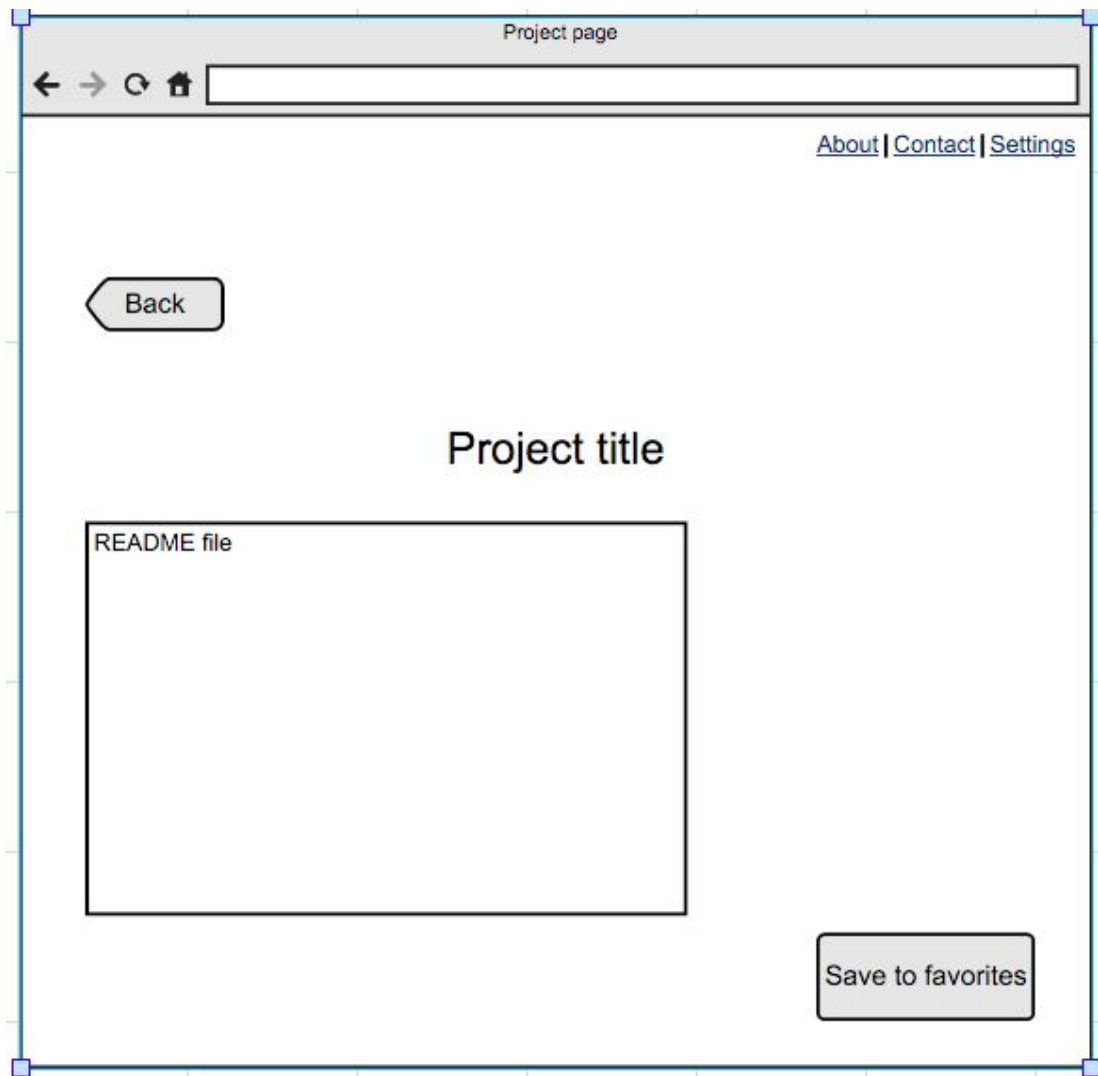 Project page
About | Contact | Settings
Back
Project title
README file
Save to favorites